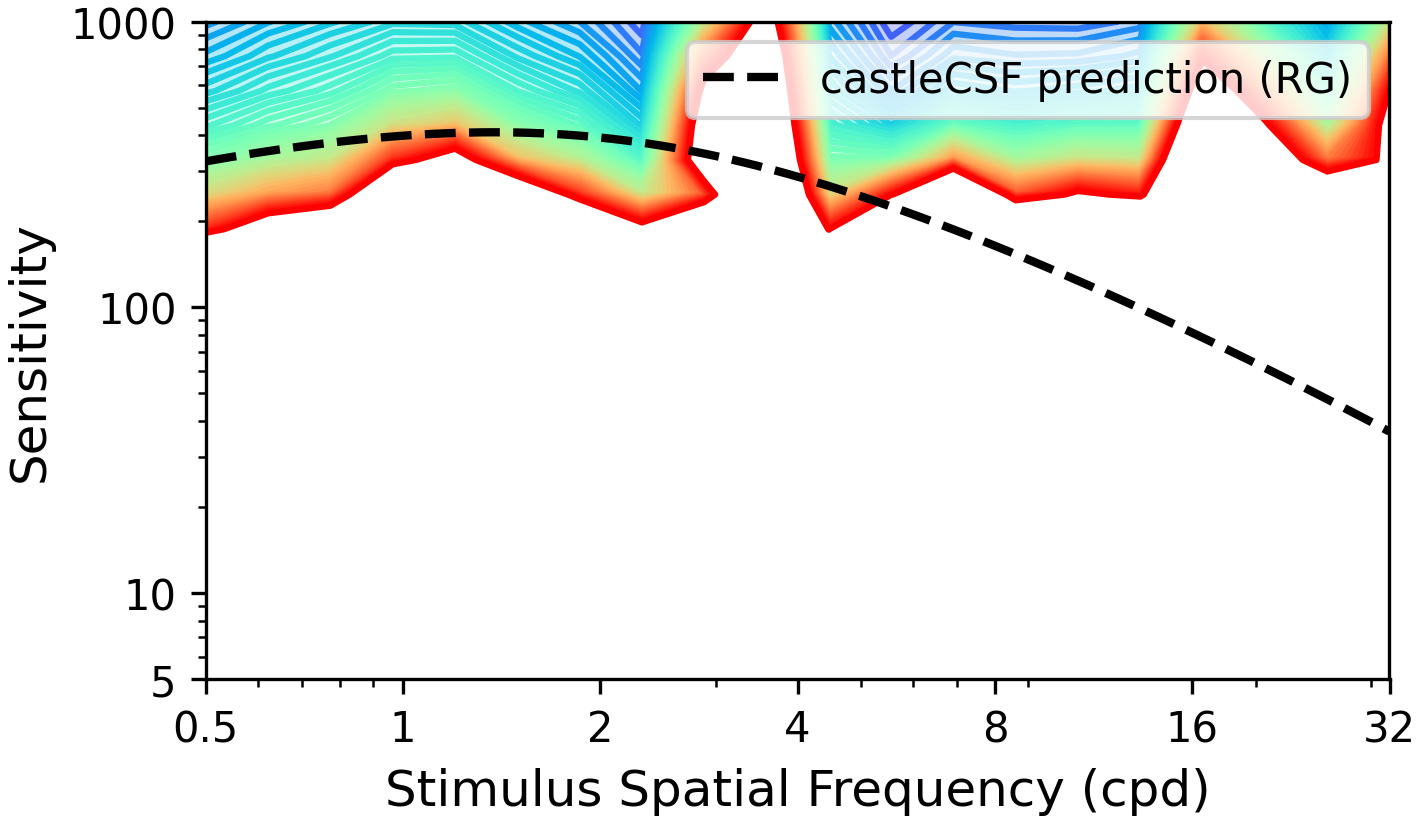 1000
100
10
5
Sensitivity
castleCSF prediction (RG)
0.5 1 2 4 8 16 32
Stimulus Spatial Frequency (cpd)